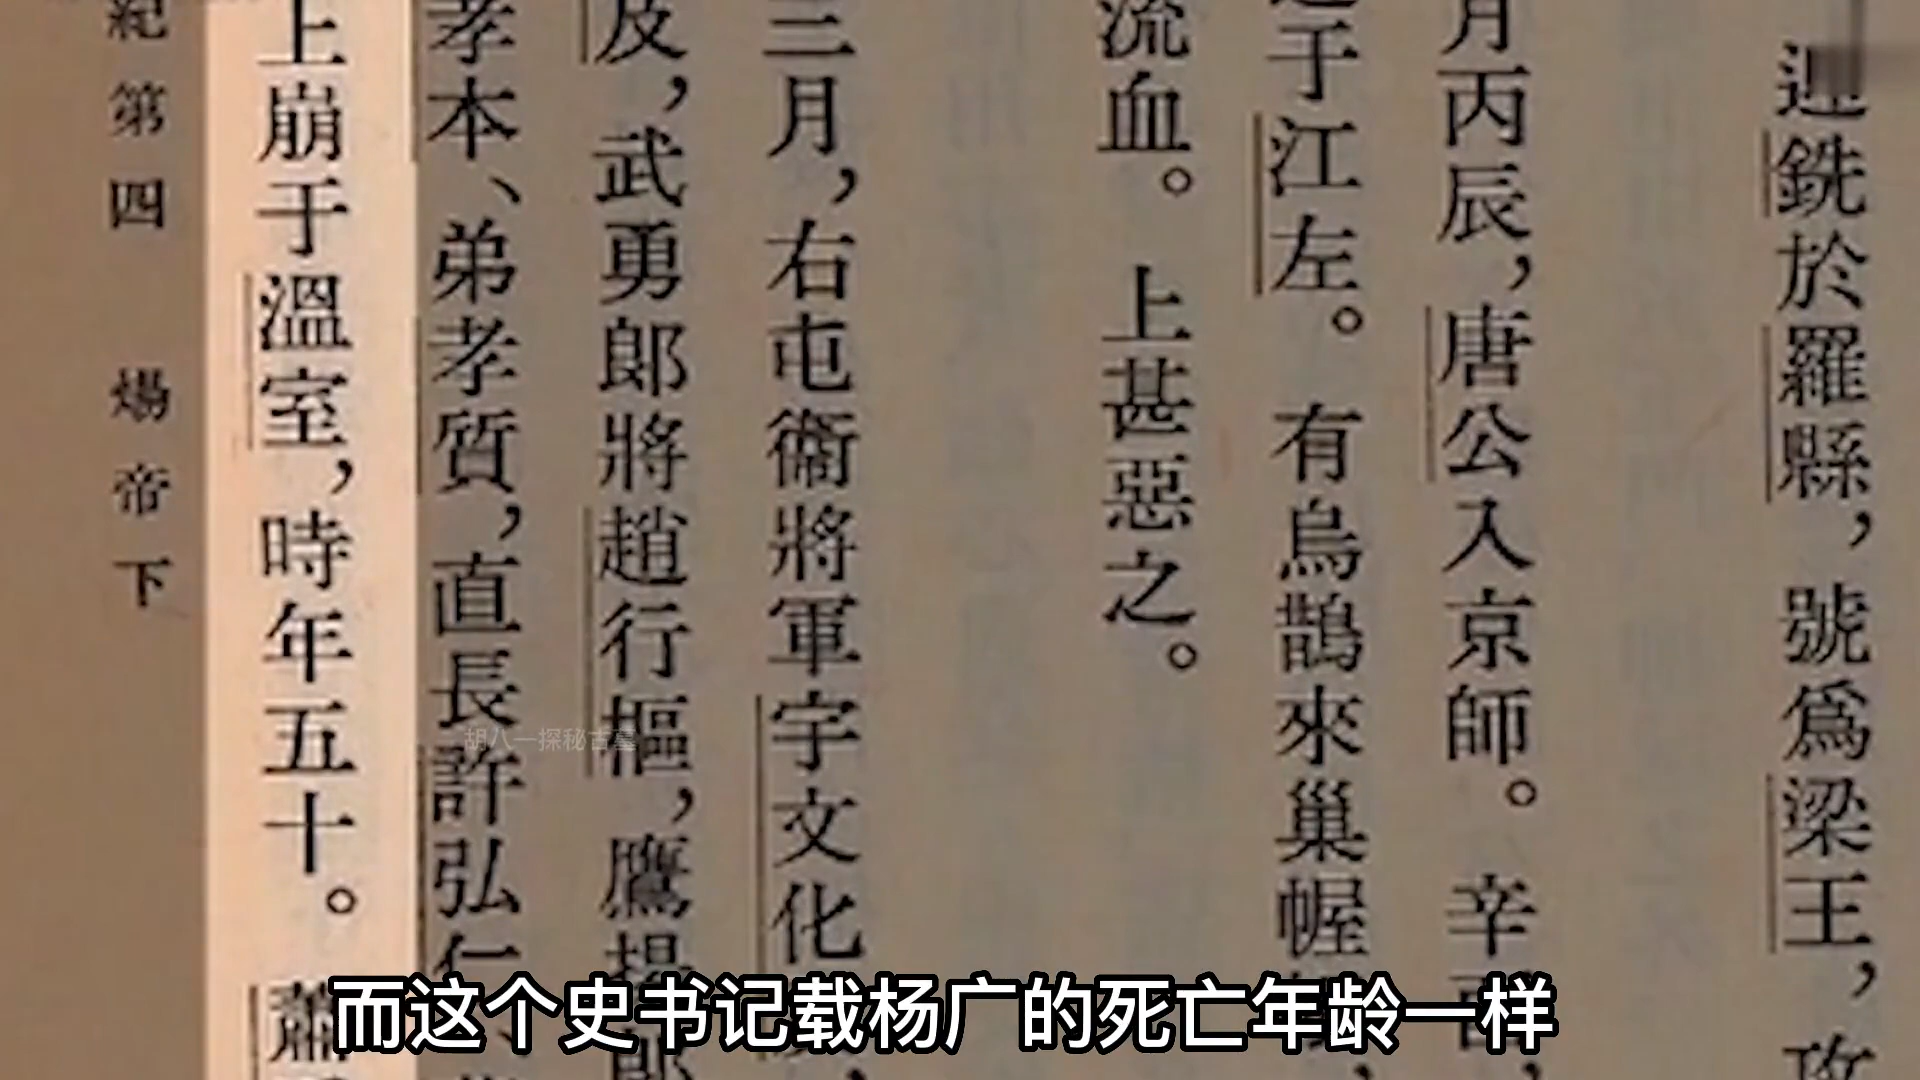 銑於羅縣，號爲梁王，攻
月丙辰，唐公入京師。辛
于江左。有烏鵲來巢幄
流血。上甚惡之。
三月，右屯衞將軍宇文化
及，武勇郎將趙行樞，鷹揚郎
孝本、弟孝質，直長許弘仁
上崩于溫室，時年五十。蕭
紀第四 煬帝下
胡八一探秘古墓
而这个史书记载杨广的死亡年龄一样